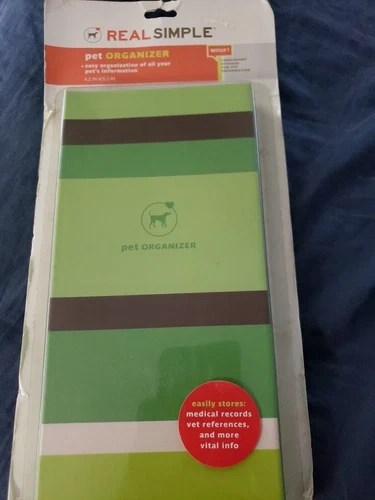 REAL SIMPLE™
pet ORGANIZER
• easy organization of all your
pet's information
pet ORGANIZER
easily stores:
medical records
vet references,
and more
vital info